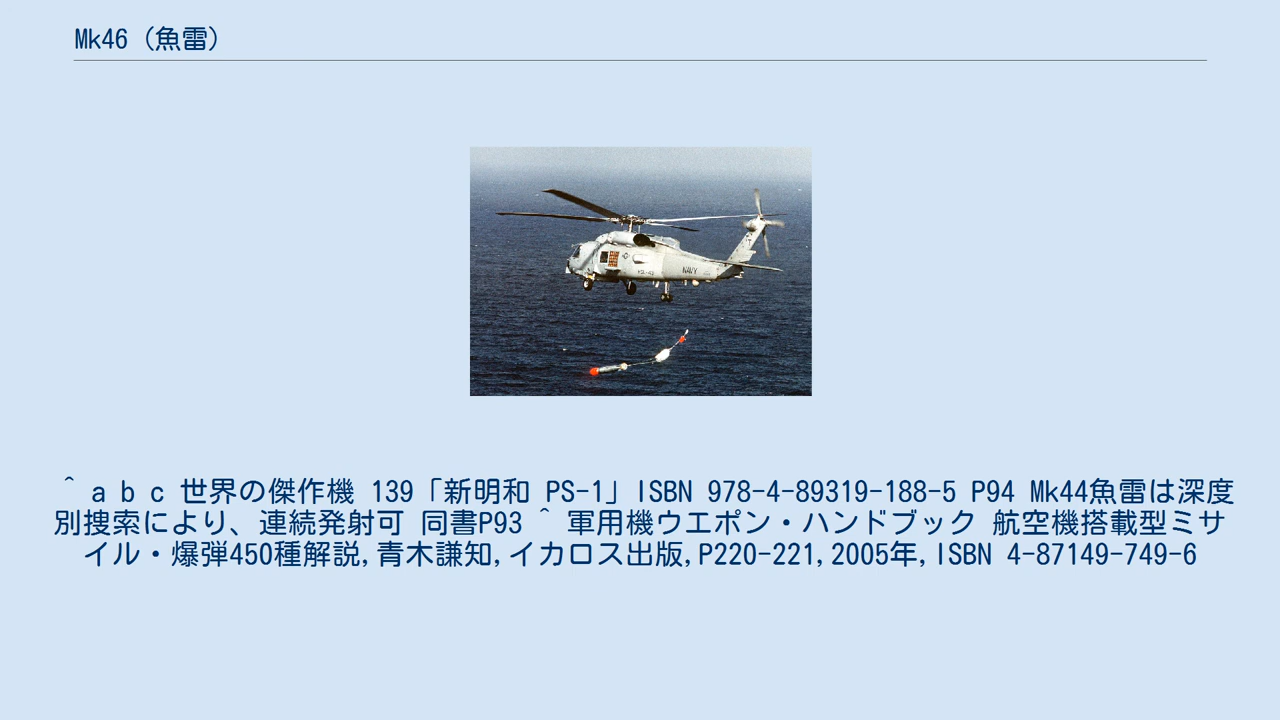 Mk46 (魚雷)
NAVY
^ a b c 世界の傑作機 139「新明和 PS-1」ISBN 978-4-89319-188-5 P94 Mk44魚雷は深度
別捜索により、連続発射可 同書P93 ^ 軍用機ウエポン・ハンドブック 航空機搭載型ミサ
イル・爆弾450種解説,青木謙知,イカロス出版,P220-221,2005年,ISBN 4-87149-749-6